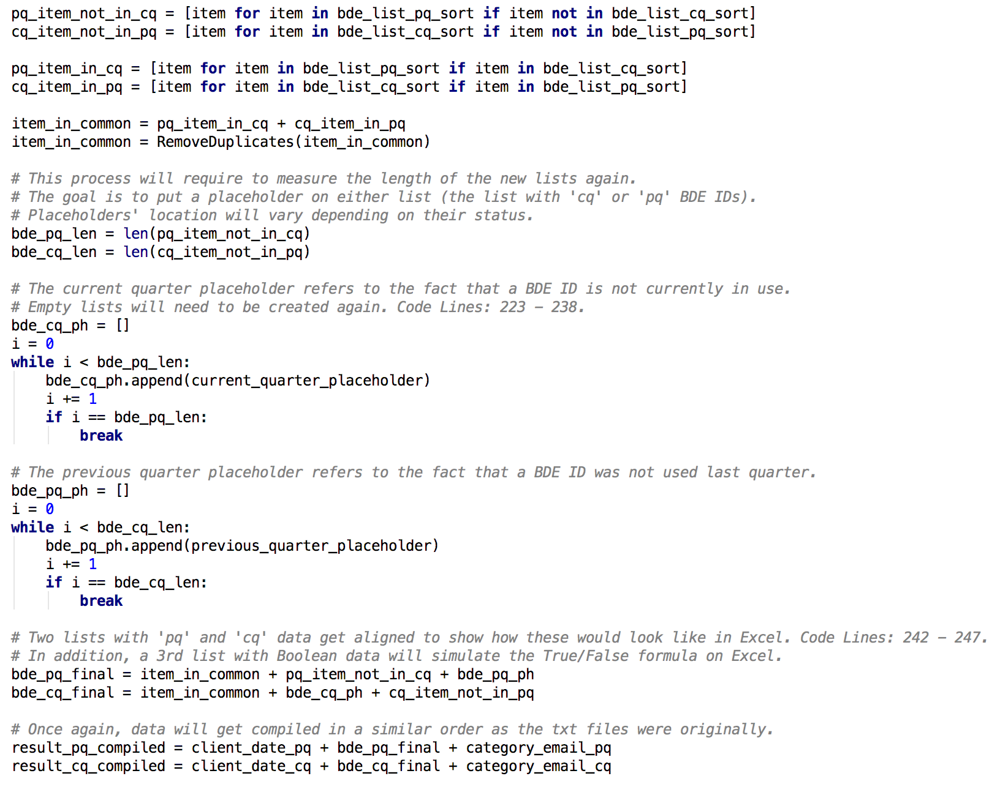 pq_item_not_in_cq = [item for item in bde_list_pq_sort if item not in bde_list_cq_sort]
cq_item_not_in_pq = [item for item in bde_list_cq_sort if item not in bde_list_pq_sort]

pq_item_in_cq = [item for item in bde_list_pq_sort if item in bde_list_cq_sort]
cq_item_in_pq = [item for item in bde_list_cq_sort if item in bde_list_pq_sort]

item_in_common = pq_item_in_cq + cq_item_in_pq
item_in_common = RemoveDuplicates(item_in_common)

# This process will require to measure the length of the new lists again.
# The goal is to put a placeholder on either list (the list with 'cq' or 'pq' BDE IDs).
# Placeholders' location will vary depending on their status.
bde_pq_len = len(pq_item_not_in_cq)
bde_cq_len = len(cq_item_not_in_pq)

# The current quarter placeholder refers to the fact that a BDE ID is not currently in use.
# Empty lists will need to be created again. Code Lines: 223 – 238.
bde_cq_ph = []
i = 0
while i < bde_pq_len:
    bde_cq_ph.append(current_quarter_placeholder)
    i += 1
    if i == bde_pq_len:
        break

# The previous quarter placeholder refers to the fact that a BDE ID was not used last quarter.
bde_pq_ph = []
i = 0
while i < bde_cq_len:
    bde_pq_ph.append(previous_quarter_placeholder)
    i += 1
    if i == bde_cq_len:
        break

# Two lists with 'pq' and 'cq' data get aligned to show how these would look like in Excel. Code Lines: 242 – 247.
# In addition, a 3rd list with Boolean data will simulate the True/False formula on Excel.
bde_pq_final = item_in_common + pq_item_not_in_cq + bde_pq_ph
bde_cq_final = item_in_common + bde_cq_ph + cq_item_not_in_pq

# Once again, data will get compiled in a similar order as the txt files were originally.
result_pq_compiled = client_date_pq + bde_pq_final + category_email_pq
result_cq_compiled = client_date_cq + bde_cq_final + category_email_cq